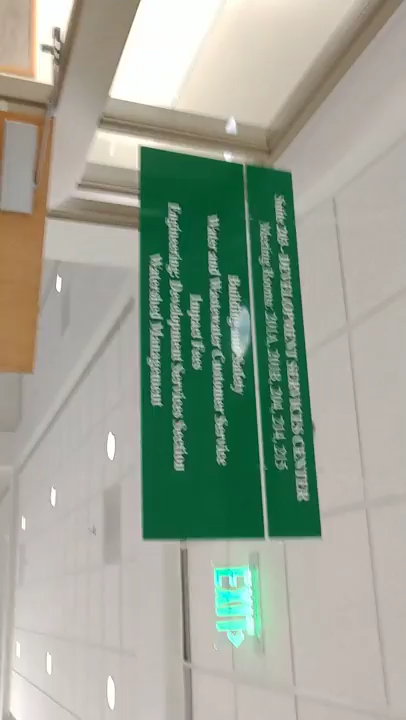 Suite 203 - DEVELOPMENT SERVICES CENTER
Meeting Rooms: 201A, 201B, 204, 214, 215
Building and Safety
Water and Wastewater Customer Service
Impact Fees
Engineering: Development Services Section
Watershed Management
EXIT